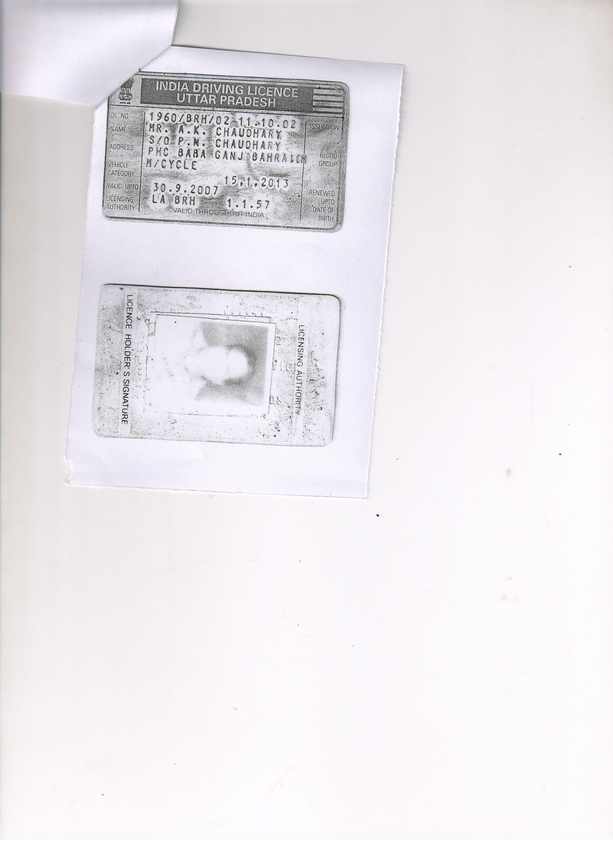 INDIA DRIVING LICENCE
UTTAR PRADESH
DL. NO. 1960/BRH/02 11.10.02
NAME MR. A.K. CHAUDHARY
S/O P.N. CHAUDHARY
ADDRESS PHC BABA GANJ BAHRAICH
BLOOD GROUP
VEHICLE CATEGORY M/CYCLE
15.1.2013
VALID UPTO 30.9.2007
RENEWED UPTO
LICENSING AUTHORITY LA BRH 1.1.57
DATE OF BIRTH
VALID THROUGHOUT INDIA
LICENCE HOLDER'S SIGNATURE
LICENSING AUTHORITY